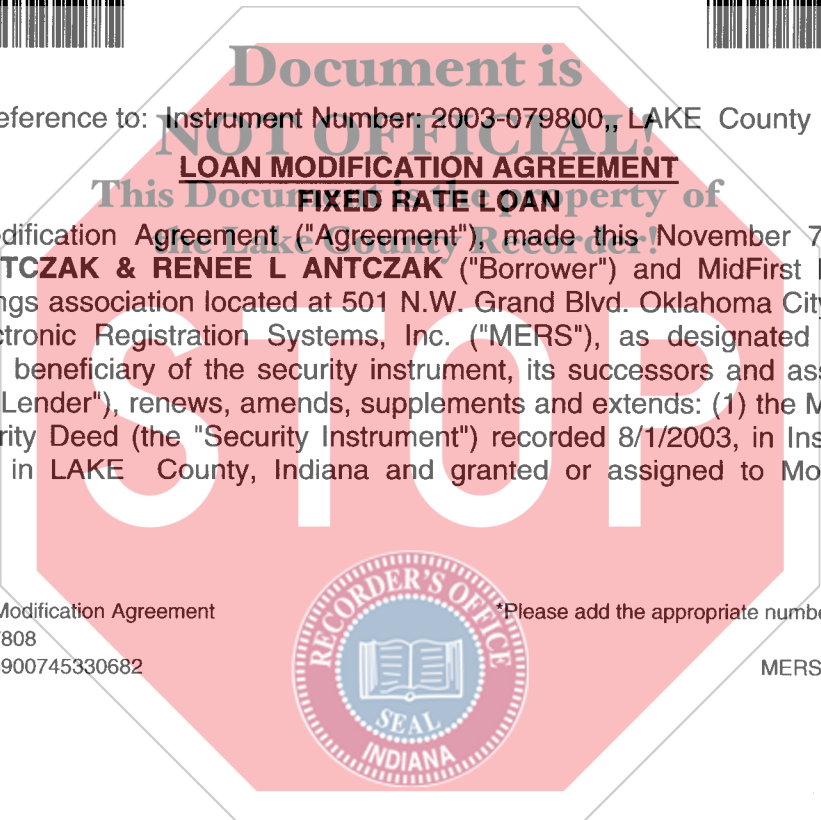 Document is
eference to: Instrument Number: 2003-079800,, LAKE County
NOT OFFICIAL!
LOAN MODIFICATION AGREEMENT
This Document is the property of
FIXED RATE LOAN
the Lake County Recorder!
dification Agreement ("Agreement"), made this November 7
TCZAK & RENEE L ANTCZAK ("Borrower") and MidFirst
ngs association located at 501 N.W. Grand Blvd. Oklahoma City
ctronic Registration Systems, Inc. ("MERS"), as designated
beneficiary of the security instrument, its successors and ass
Lender"), renews, amends, supplements and extends: (1) the M
rity Deed (the "Security Instrument") recorded 8/1/2003, in Ins
in LAKE County, Indiana and granted or assigned to Mo
STOP
Modification Agreement *Please add the appropriate numbe
7808
900745330682 MERS
RECORDER'S OFFICE
SEAL
INDIANA